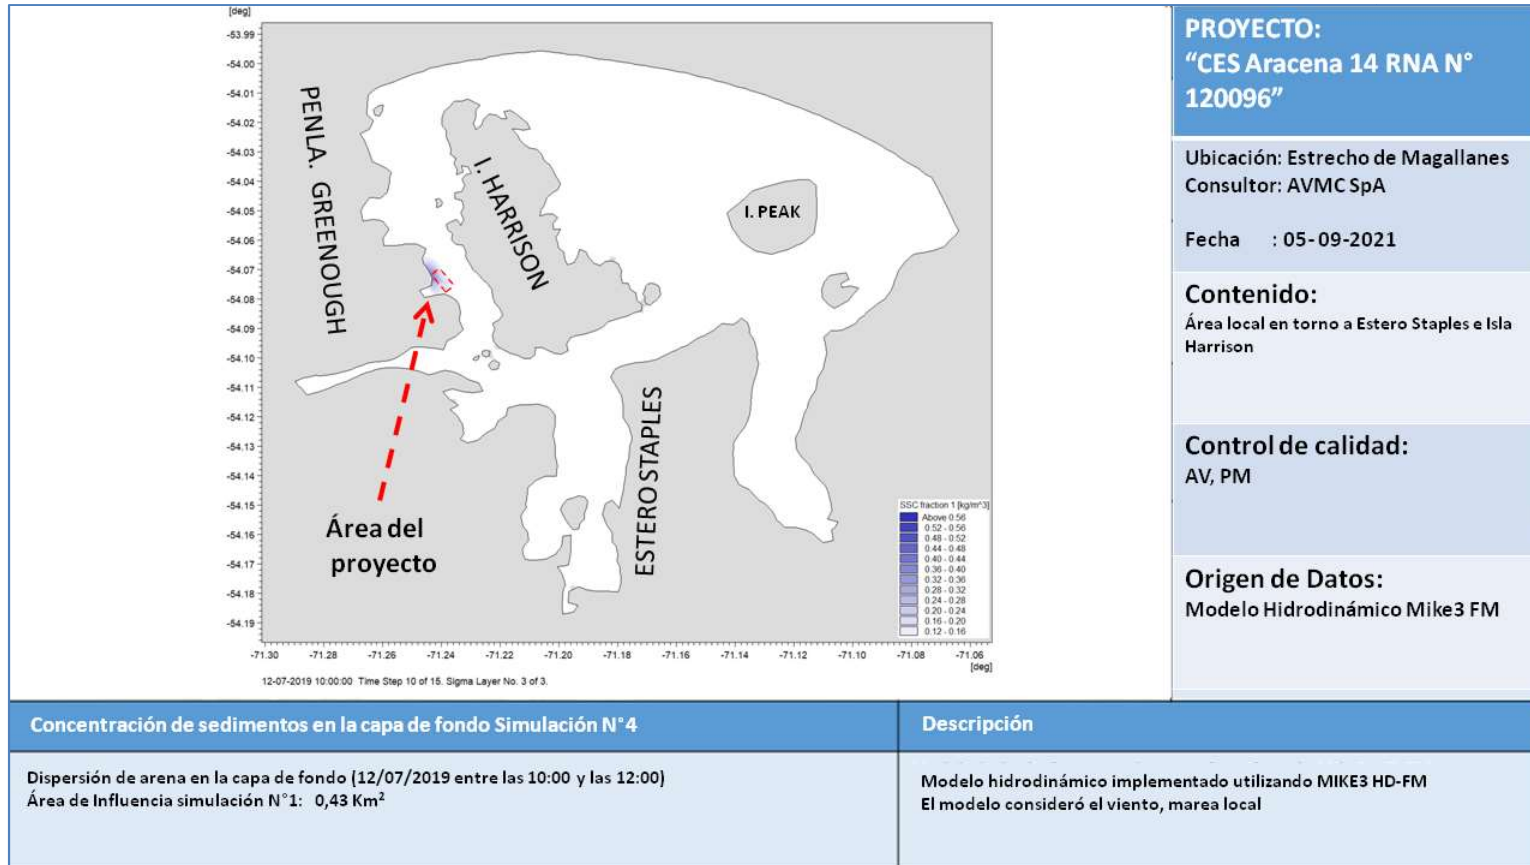 [deg]
-53.99
-54.00
-54.01
-54.02
-54.03
-54.04
-54.05
-54.06
-54.07
-54.08
-54.09
-54.10
-54.11
-54.12
-54.13
-54.14
-54.15
-54.16
-54.17
-54.18
-54.19
PENLA. GREENOUGH
I. HARRISON
I. PEAK
ESTERO STAPLES
Área del
proyecto
SSC fraction 1 [kg/m^3]
Above 0.56
0.52 - 0.56
0.48 - 0.52
0.44 - 0.48
0.40 - 0.44
0.36 - 0.40
0.32 - 0.36
0.28 - 0.32
0.24 - 0.28
0.20 - 0.24
0.16 - 0.20
0.12 - 0.16
-71.30 -71.28 -71.26 -71.24 -71.22 -71.20 -71.18 -71.16 -71.14 -71.12 -71.10 -71.08 -71.06
[deg]
12-07-2019 10:00:00 Time Step 10 of 15. Sigma Layer No. 3 of 3.
PROYECTO:
“CES Aracena 14 RNA N°
120096”
Ubicación: Estrecho de Magallanes
Consultor: AVMC SpA
Fecha : 05-09-2021
Contenido:
Área local en torno a Estero Staples e Isla
Harrison
Control de calidad:
AV, PM
Origen de Datos:
Modelo Hidrodinámico Mike3 FM
Concentración de sedimentos en la capa de fondo Simulación N°4
Dispersión de arena en la capa de fondo (12/07/2019 entre las 10:00 y las 12:00)
Área de Influencia simulación N°1: 0,43 Km²
Descripción
Modelo hidrodinámico implementado utilizando MIKE3 HD-FM
El modelo consideró el viento, marea local